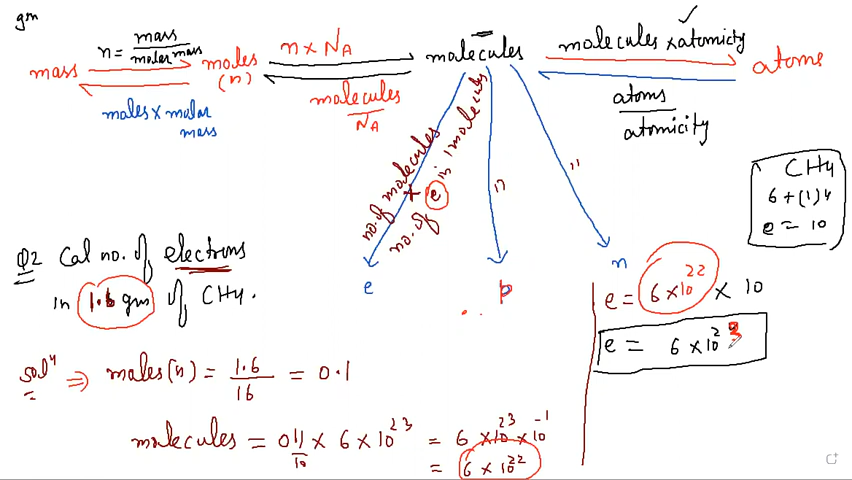 gm
mass
n = mass / molar mass
moles × molar mass
moles (n)
n × NA
molecules / NA
molecules
molecules × atomicity
atoms / atomicity
atoms
no. of molecules × no. of e in 1 molecule
"
"
e
p
n
CH4
6 + (1)4
e = 10
Q2 Cal no. of electrons
in 1.6 gm of CH4.
soln ⇒ moles (n) = 1.6 / 16 = 0.1
molecules = 0.1 1/10 × 6 × 10^23 = 6 × 10^23 × 10^-1
= 6 × 10^22
e = 6 × 10^22 × 10
e = 6 × 10^23